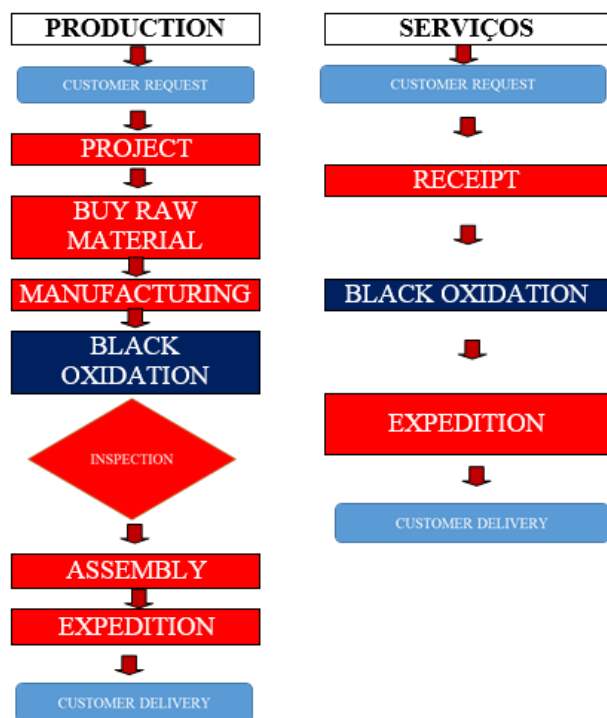 PRODUCTION
CUSTOMER REQUEST
PROJECT
BUY RAW
MATERIAL
MANUFACTURING
BLACK
OXIDATION
INSPECTION
ASSEMBLY
EXPEDITION
CUSTOMER DELIVERY
SERVIÇOS
CUSTOMER REQUEST
RECEIPT
BLACK OXIDATION
EXPEDITION
CUSTOMER DELIVERY